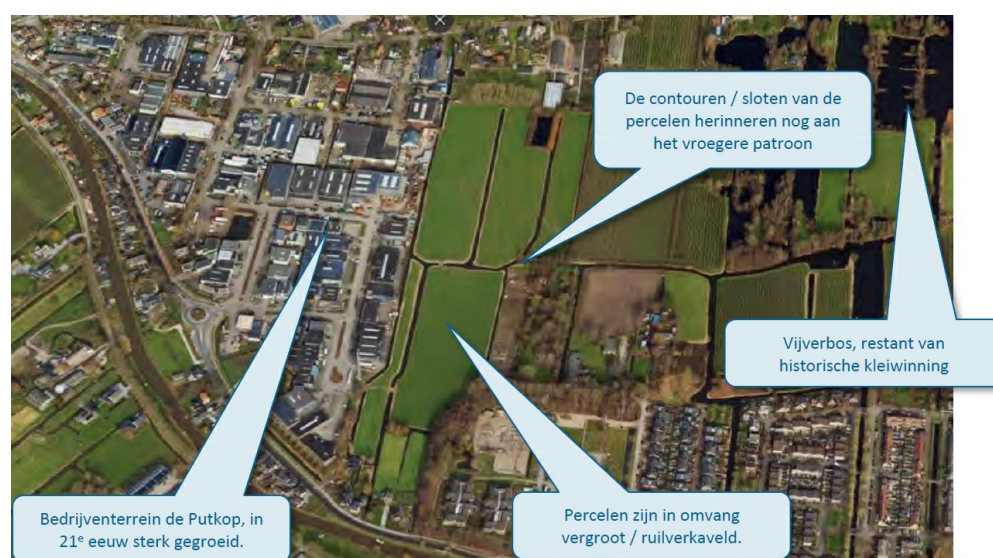 De contouren / sloten van de
percelen herinneren nog aan
het vroegere patroon
Vijverbos, restant van
historische kleiwinning
Bedrijventerrein de Putkop, in
21e eeuw sterk gegroeid.
Percelen zijn in omvang
vergroot / ruilverkaveld.